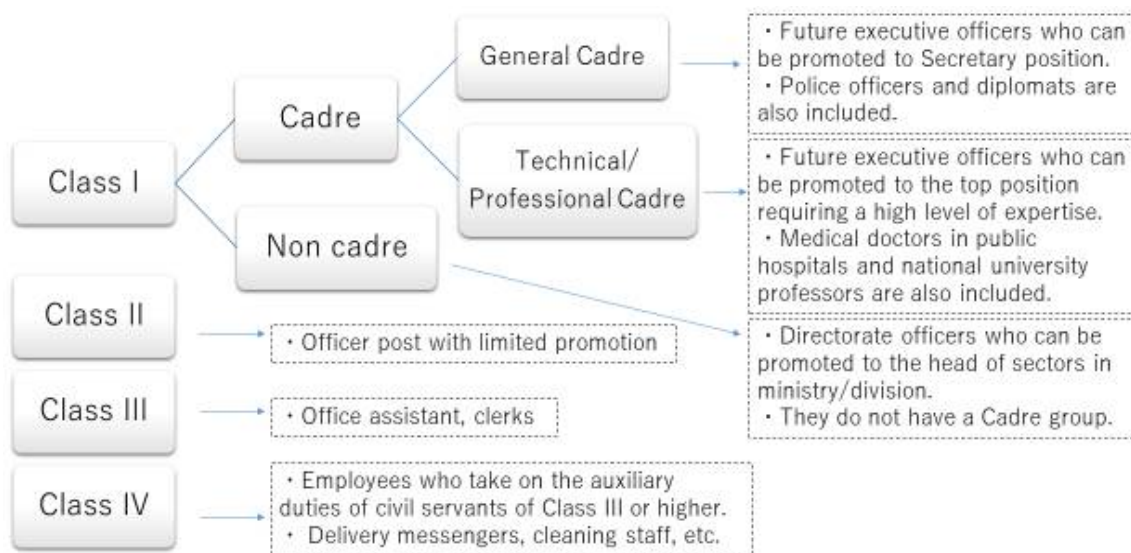 Class I
Cadre
Non cadre
General Cadre
・Future executive officers who can
be promoted to Secretary position.
・Police officers and diplomats are
also included.
Technical/
Professional Cadre
・Future executive officers who can
be promoted to the top position
requiring a high level of expertise.
・Medical doctors in public
hospitals and national university
professors are also included.
・Directorate officers who can be
promoted to the head of sectors in
ministry/division.
・They do not have a Cadre group.
Class II
・Officer post with limited promotion
Class III
・Office assistant, clerks
Class IV
・Employees who take on the auxiliary
duties of civil servants of Class III or higher.
・ Delivery messengers, cleaning staff, etc.